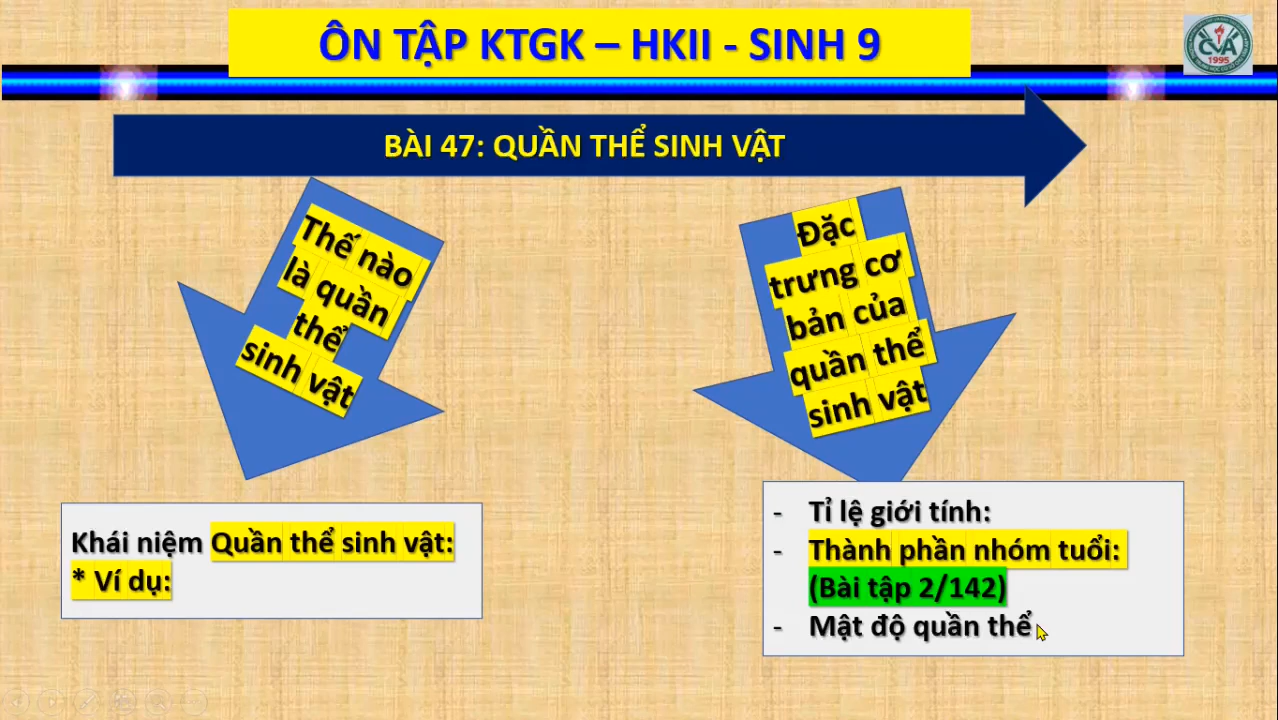 ÔN TẬP KTGK – HKII - SINH 9
CVA
1995
BÀI 47: QUẦN THỂ SINH VẬT
Thế nào
là quần
thể
sinh vật
Đặc
trưng cơ
bản của
quần thể
sinh vật
Khái niệm Quần thể sinh vật:
* Ví dụ:
- Tỉ lệ giới tính:
- Thành phần nhóm tuổi:
(Bài tập 2/142)
- Mật độ quần thể